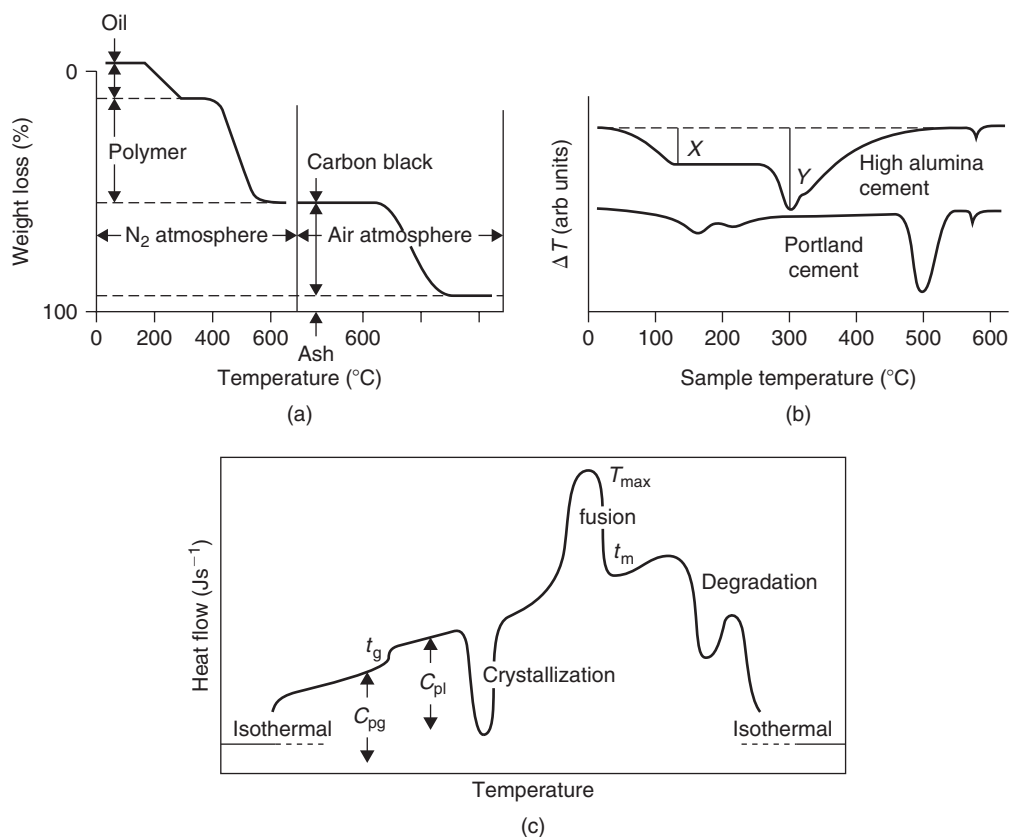 Oil
0
Weight loss (%)
Polymer
Carbon black
N₂ atmosphere
Air atmosphere
100
0
200
400
600
600
Ash
Temperature (°C)
(a)
ΔT (arb units)
X
Y
High alumina
cement
Portland
cement
0
100
200
300
400
500
600
Sample temperature (°C)
(b)
Heat flow (Js⁻¹)
Tmax
fusion
tm
Degradation
tg
Cpl
Crystallization
Cpg
Isothermal
Isothermal
Temperature
(c)